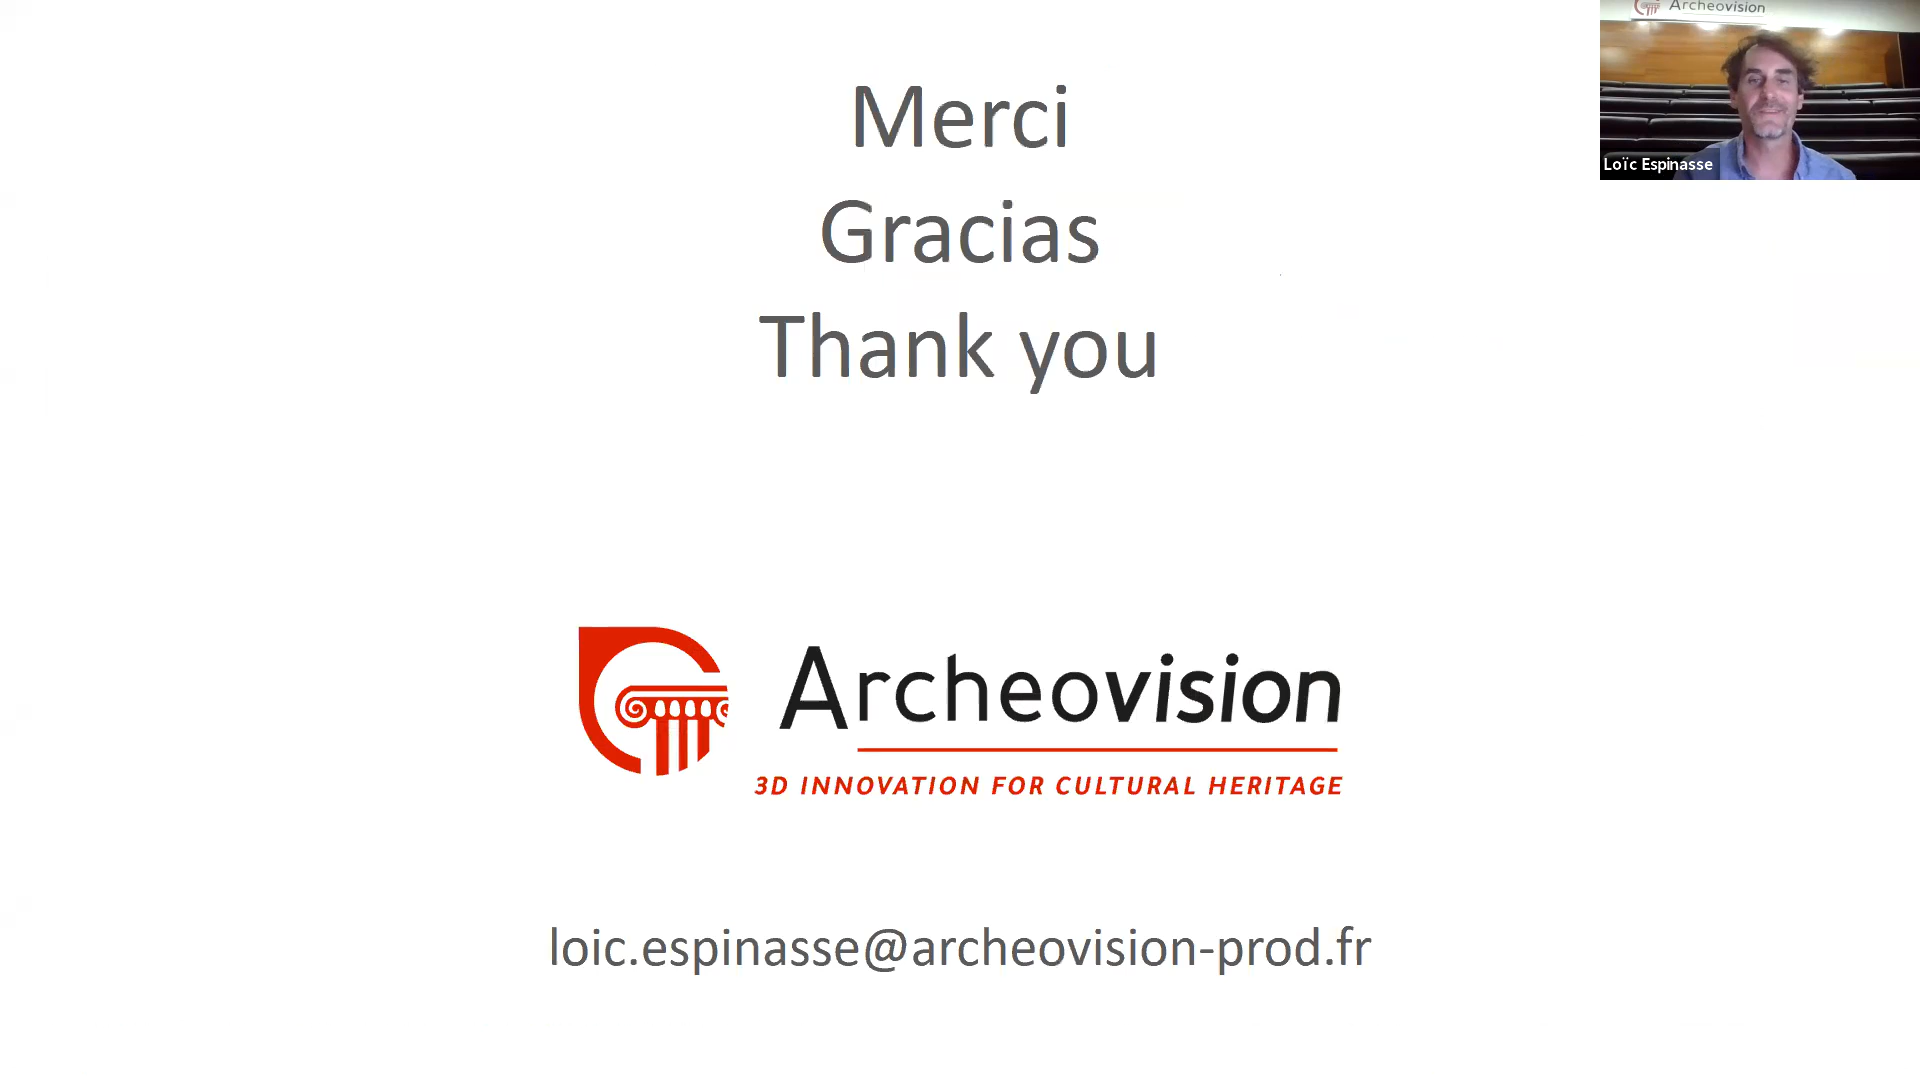 Archeovision
Merci
Loïc Espinasse
Gracias
Thank you
Archeovision
3D INNOVATION FOR CULTURAL HERITAGE
loic.espinasse@archeovision-prod.fr